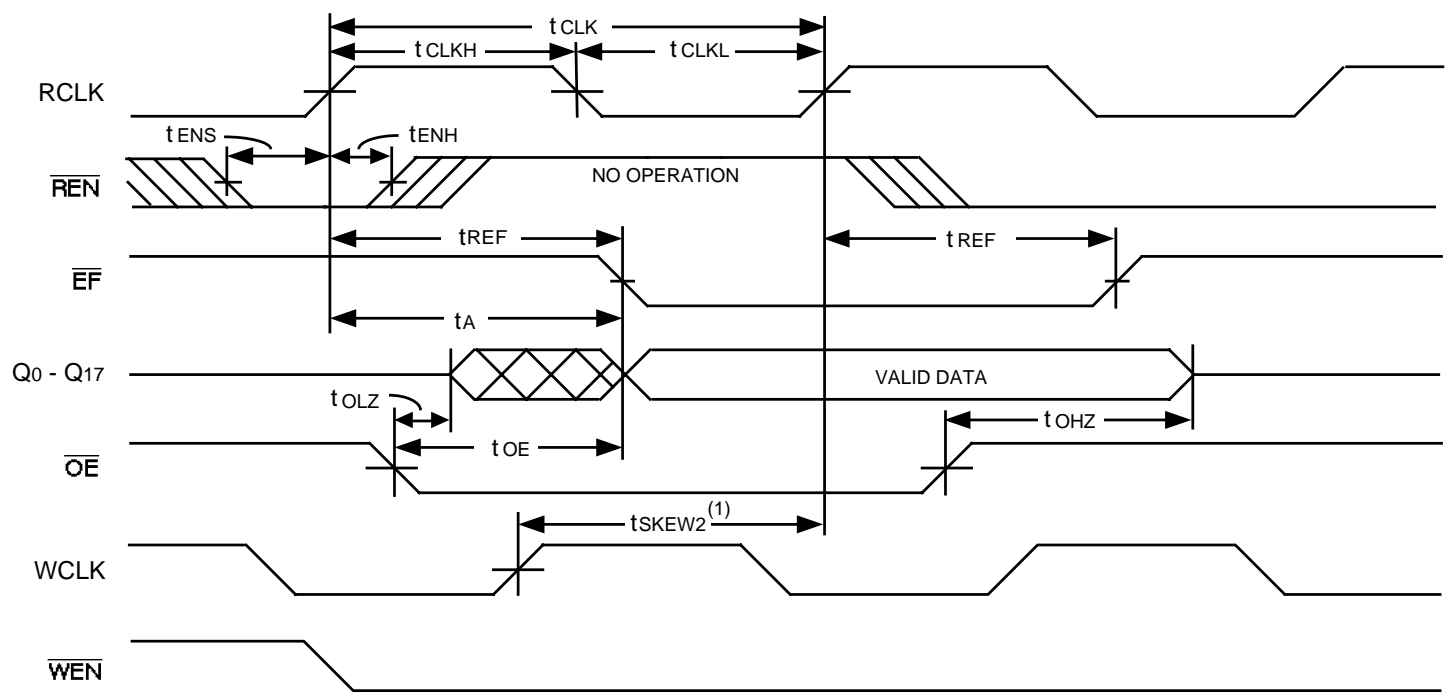 tCLK
tCLKH tCLKL
RCLK
tENS tENH
REN NO OPERATION
tREF tREF
EF
tA
Q0 - Q17 VALID DATA
tOLZ tOHZ
tOE
OE
tSKEW2(1)
WCLK
WEN